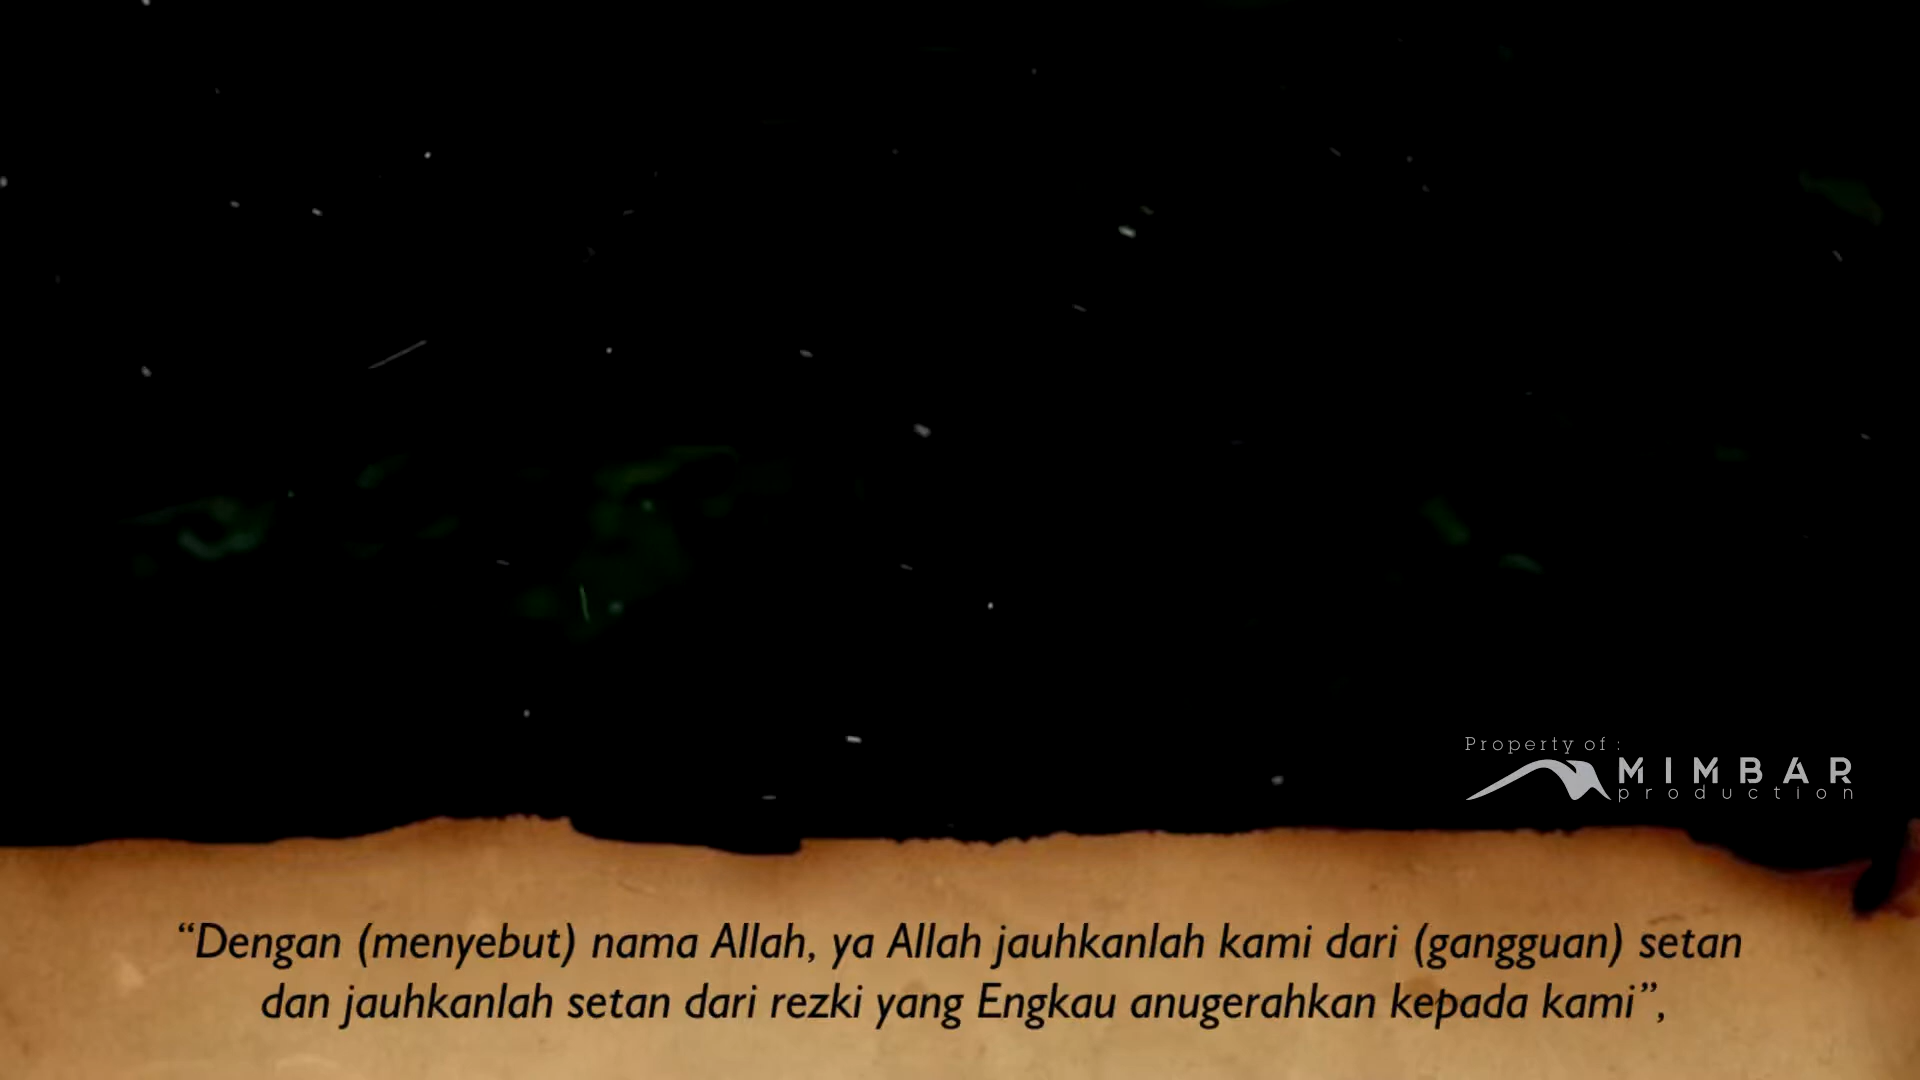 Property of :
MIMBAR
production
“Dengan (menyebut) nama Allah, ya Allah jauhkanlah kami dari (gangguan) setan
dan jauhkanlah setan dari rezki yang Engkau anugerahkan kepada kami”,